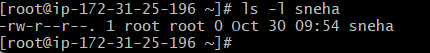 [root@ip-172-31-25-196 ~]# ls -l sneha
-rw-r--r--. 1 root root 0 Oct 30 09:54 sneha
[root@ip-172-31-25-196 ~]#